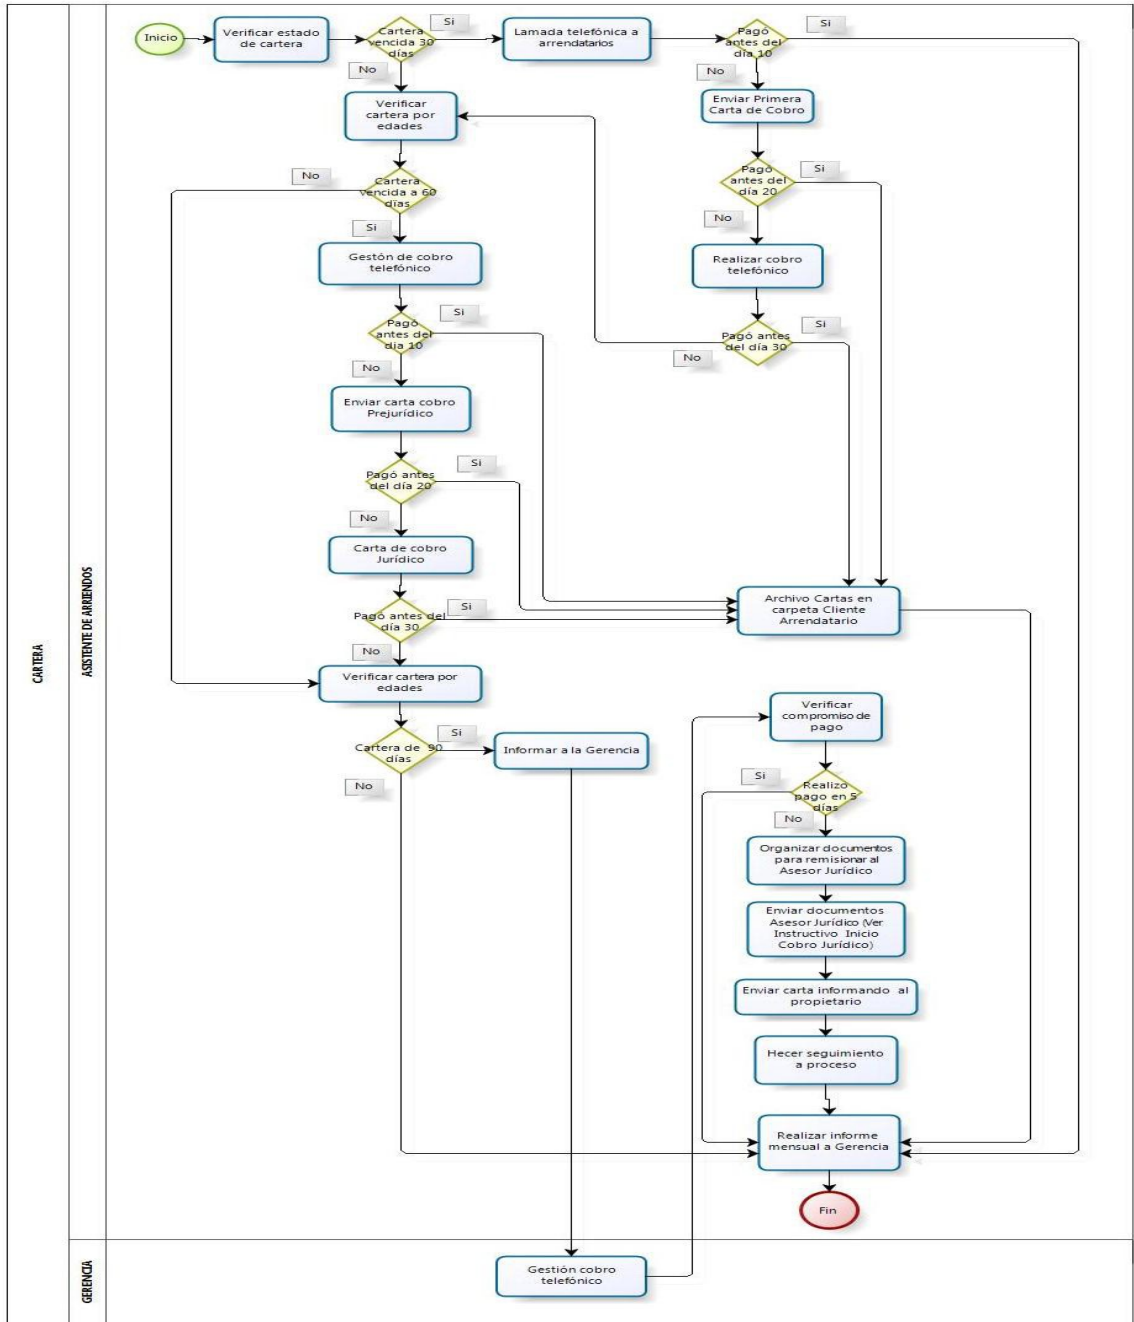 CARTERA
ASISTENTE DE ARRIENDOS
GERENCIA
Inicio
Verificar estado
de cartera
Cartera
vencida 30
días
Si
No
Lamada telefónica a
arrendatarios
Pagó
antes del
día 10
Si
No
Enviar Primera
Carta de Cobro
Pagó
antes del
día 20
Si
No
Realizar cobro
telefónico
Pagó antes
del día 30
Si
No
Verificar
cartera por
edades
Cartera
vencida a 60
días
No
Si
Gestón de cobro
telefónico
Pagó
antes del
dia 10
Si
No
Enviar carta cobro
Prejurídico
Pagó antes
del día 20
Si
No
Carta de cobro
Jurídico
Pagó antes del
día 30
Si
No
Archivo Cartas en
carpeta Cliente
Arrendatario
Verificar cartera por
edades
Cartera de 90
días
Si
No
Informar a la Gerencia
Verificar
compromiso de
pago
Realizo
pago en 5
días
Si
No
Organizar documentos
para remisionar al
Asesor Jurídico
Enviar documentos
Asesor Jurídico (Ver
Instructivo Inicio
Cobro Jurídico)
Enviar carta informando al
propietario
Hecer seguimiento
a proceso
Realizar informe
mensual a Gerencia
Fin
Gestión cobro
telefónico